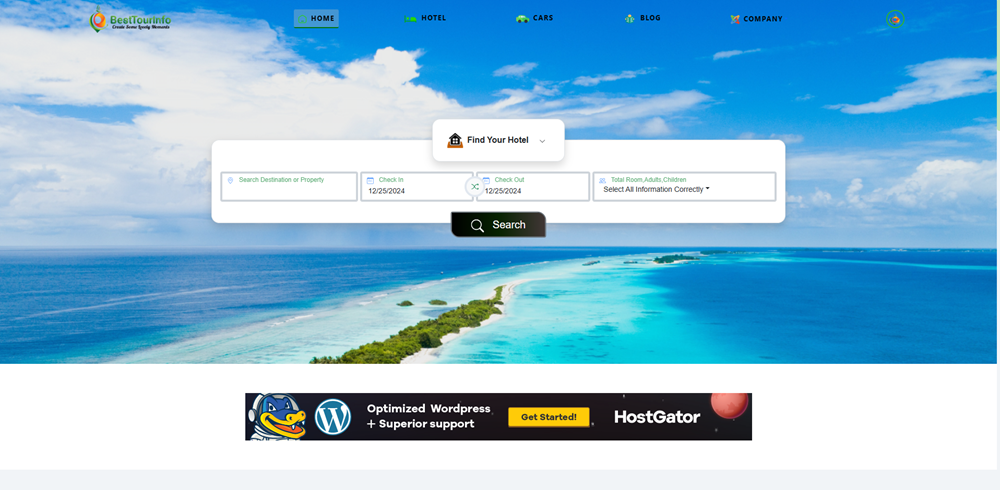 BestTourInfo
Create Some Lovely Memories
HOME
HOTEL
CARS
BLOG
COMPANY
Find Your Hotel
Search Destination or Property
Check In
12/25/2024
Check Out
12/25/2024
Total Room,Adults,Children
Select All Information Correctly
Search
Optimized Wordpress
+ Superior support
Get Started!
HostGator